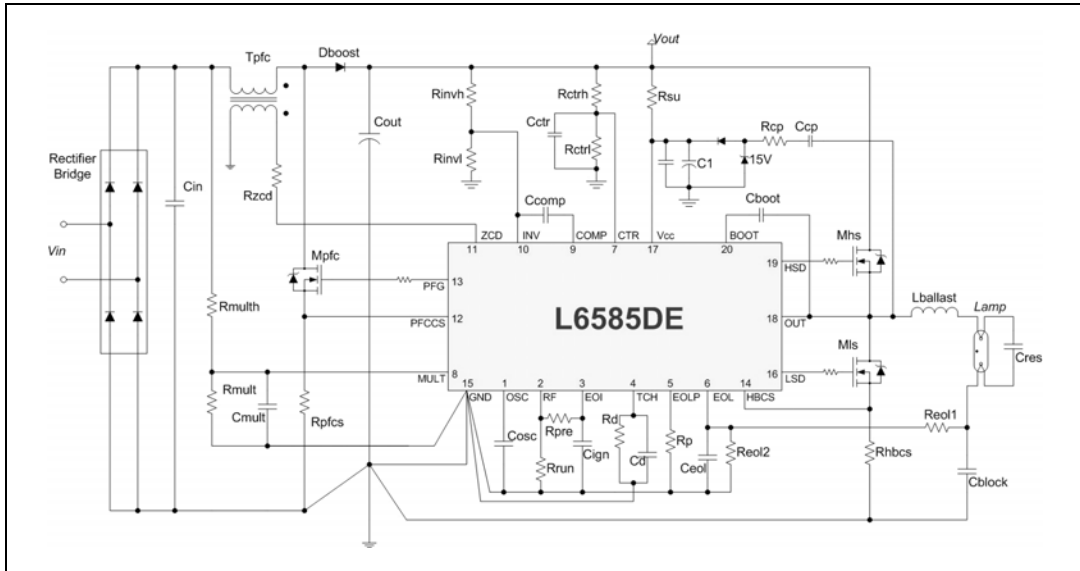 Vout
Tpfc
Dboost
Rinvh
Rctrh
Rsu
Cctr
Rcp
Ccp
Cout
Rinvl
Rctrl
C1
15V
Rectifier
Bridge
Cin
Rzcd
Ccomp
Cboot
ZCD
INV
COMP
CTR
Vcc
BOOT
11
10
9
7
17
20
Mhs
Vin
Mpfc
19
HSD
13
PFG
Lballast
Lamp
Rmulth
L6585DE
12
PFCCS
18
OUT
Mls
Cres
16
LSD
8
MULT
15
1
2
3
4
5
6
14
GND
OSC
RF
EOI
TCH
EOLP
EOL
HBCS
Rmult
Cmult
Rpfcs
Cosc
Rpre
Rd
Rp
Reol1
Rrun
Cign
Cd
Ceol
Reol2
Rhbcs
Cblock